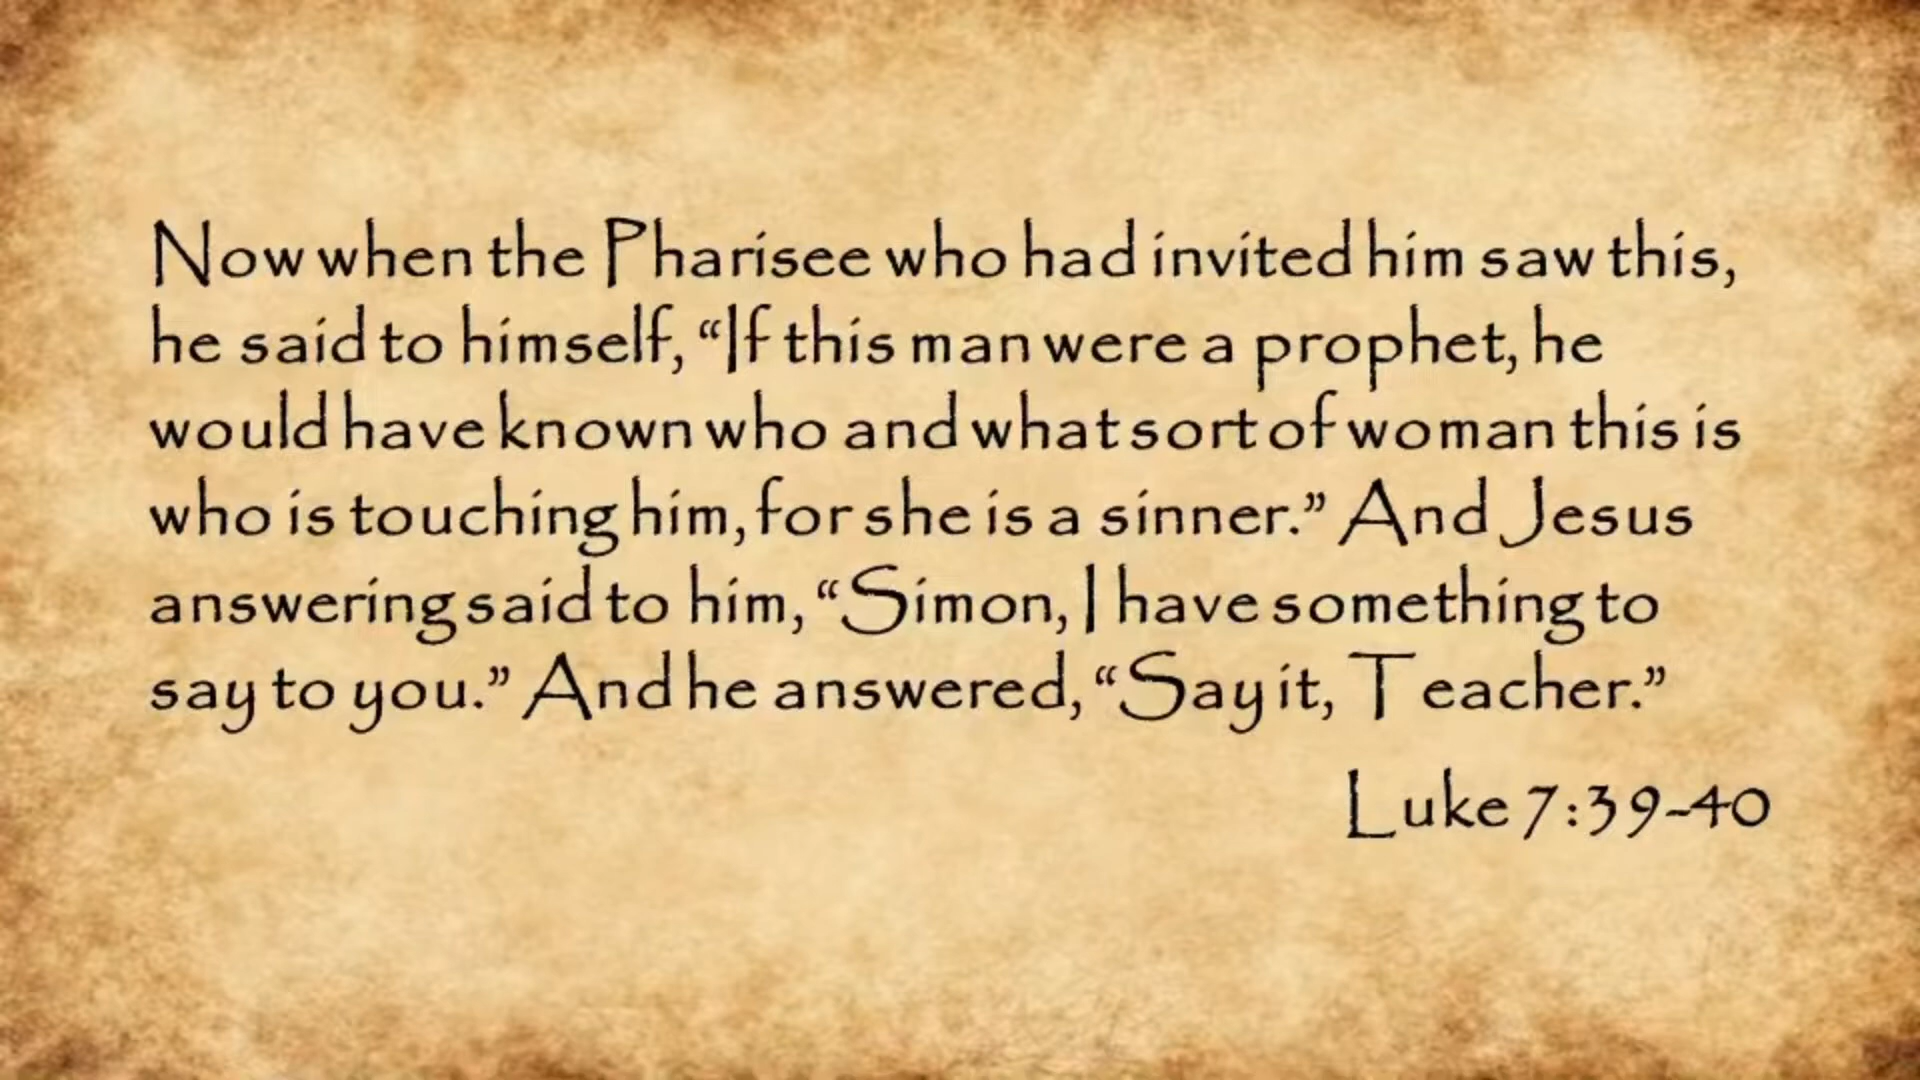 Now when the Pharisee who had invited him saw this,
he said to himself, “If this man were a prophet, he
would have known who and what sort of woman this is
who is touching him, for she is a sinner.” And Jesus
answering said to him, “Simon, I have something to
say to you.” And he answered, “Say it, Teacher.”
Luke 7:39-40